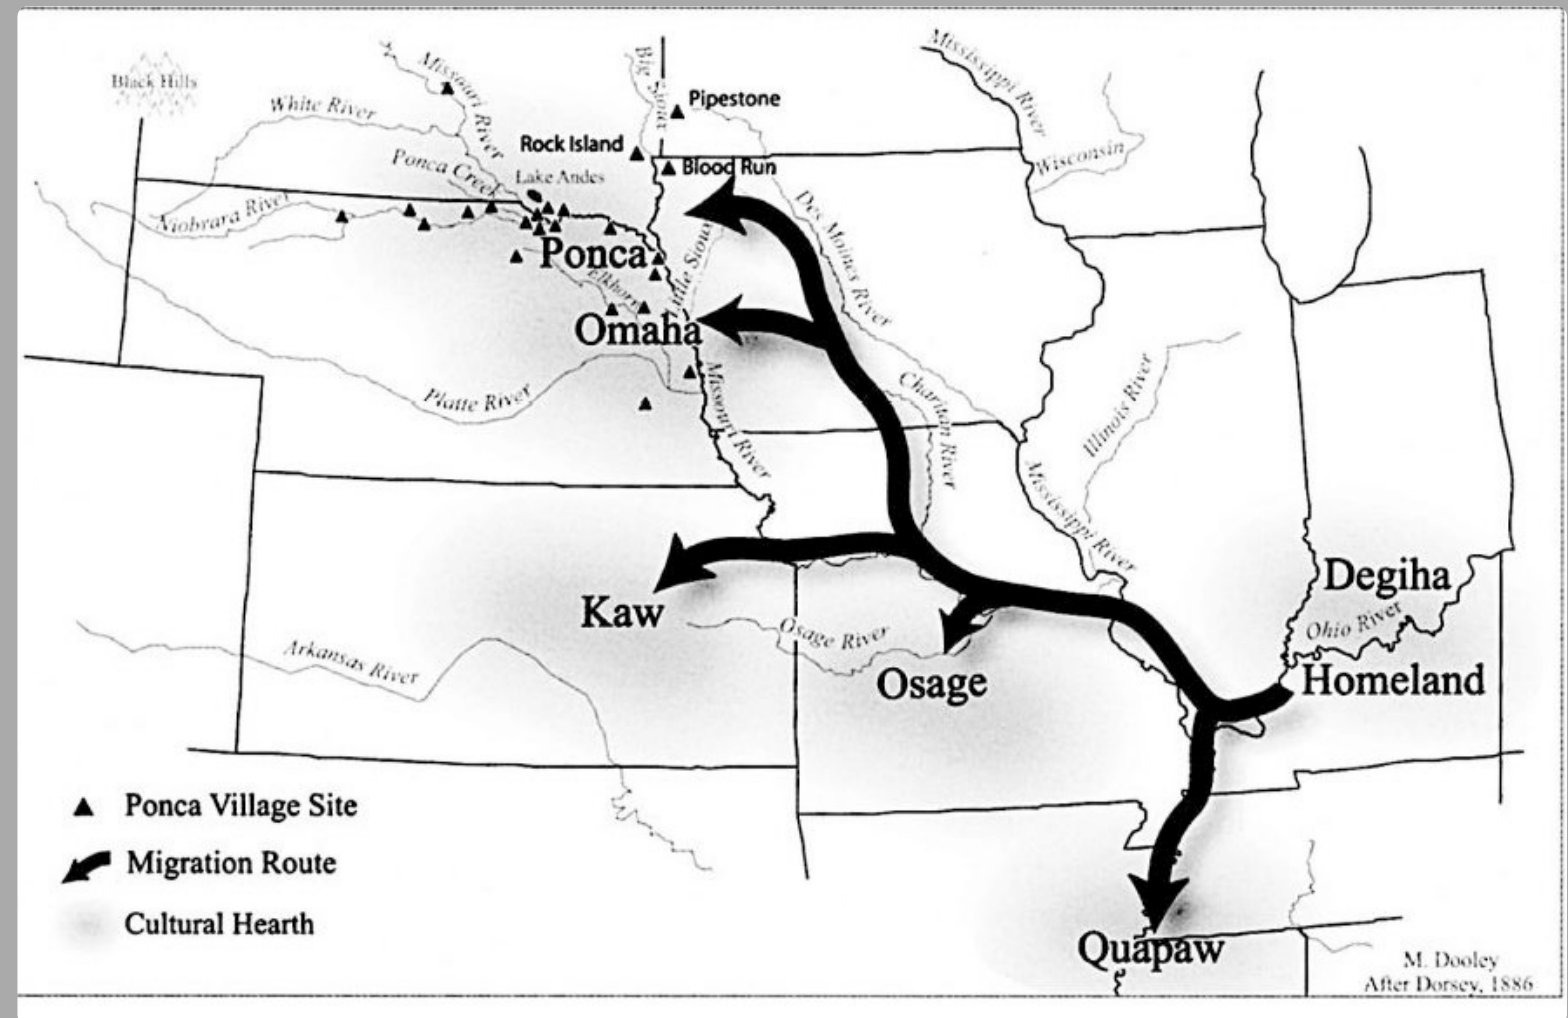 Mississippi River
Big Sioux
Black Hills
Missouri River
White River
Pipestone
Rock Island
Wisconsin
Ponca Creek
Blood Run
Lake Andes
Niobrara River
Des Moines River
Ponca
Little Sioux
Elkhorn
Omaha
Platte River
Missouri River
Chariton River
Illinois River
Mississippi River
Degiha
Kaw
Osage River
Ohio River
Arkansas River
Osage
Homeland
Ponca Village Site
Migration Route
Cultural Hearth
Quapaw
M. Dooley
After Dorsey, 1886